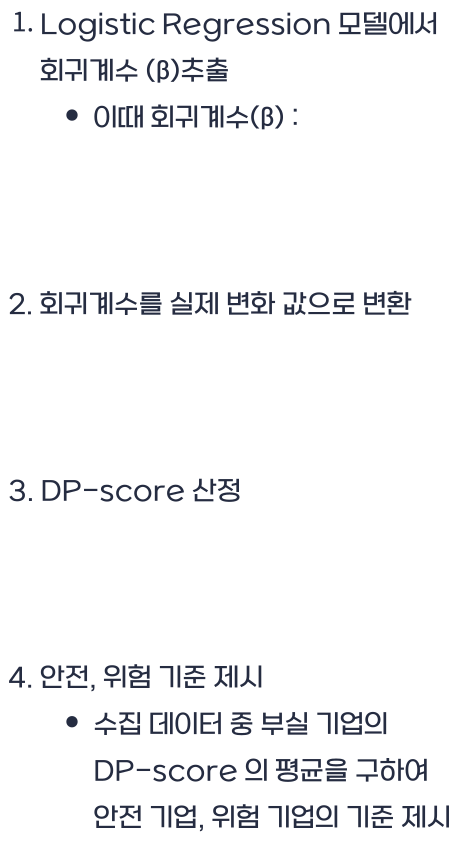 1. Logistic Regression 모델에서
회귀계수 (β)추출
• 이때 회귀계수(β) :
2. 회귀계수를 실제 변화 값으로 변환
3. DP-score 산정
4. 안전, 위험 기준 제시
• 수집 데이터 중 부실 기업의
DP-score 의 평균을 구하여
안전 기업, 위험 기업의 기준 제시